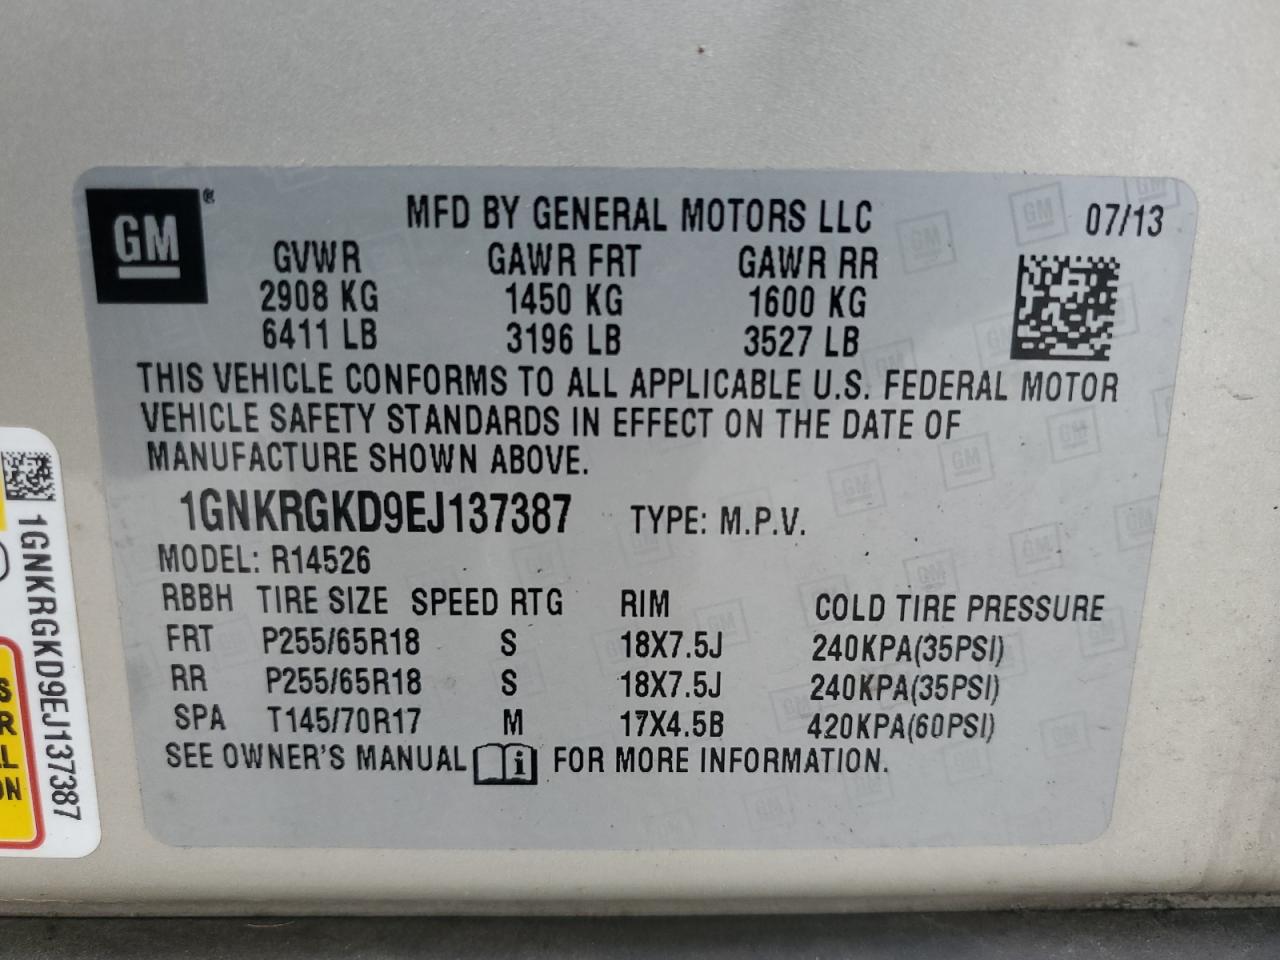 GM ®
MFD BY GENERAL MOTORS LLC 07/13
GVWR GAWR FRT GAWR RR
2908 KG 1450 KG 1600 KG
6411 LB 3196 LB 3527 LB
THIS VEHICLE CONFORMS TO ALL APPLICABLE U.S. FEDERAL MOTOR
VEHICLE SAFETY STANDARDS IN EFFECT ON THE DATE OF
MANUFACTURE SHOWN ABOVE.
1GNKRGKD9EJ137387 TYPE: M.P.V.
MODEL: R14526
RBBH TIRE SIZE SPEED RTG RIM COLD TIRE PRESSURE
FRT P255/65R18 S 18X7.5J 240KPA(35PSI)
RR P255/65R18 S 18X7.5J 240KPA(35PSI)
SPA T145/70R17 M 17X4.5B 420KPA(60PSI)
SEE OWNER'S MANUAL i FOR MORE INFORMATION.
1GNKRGKD9EJ137387